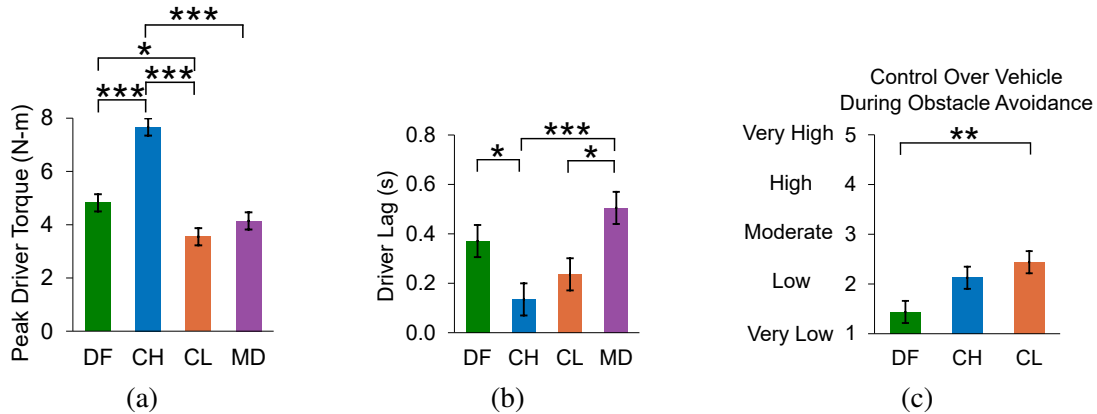 ***
*
*** ***
Peak Driver Torque (N-m)
8
6
4
2
0
DF CH CL MD
(a)
***
* *
Driver Lag (s)
0.8
0.6
0.4
0.2
0.0
DF CH CL MD
(b)
Control Over Vehicle
During Obstacle Avoidance
**
Very High 5
High 4
Moderate 3
Low 2
Very Low 1
DF CH CL
(c)